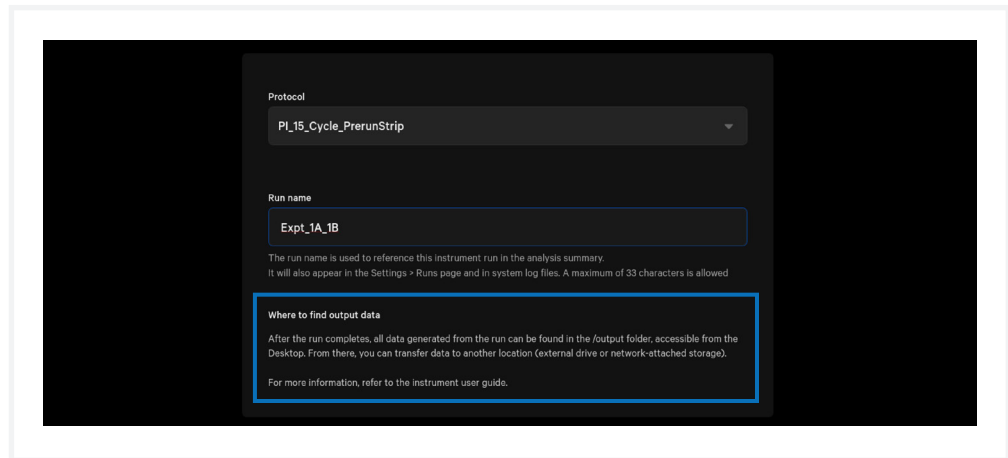 Protocol
PI_15_Cycle_PrerunStrip
Run name
Expt_1A_1B
The run name is used to reference this instrument run in the analysis summary.
It will also appear in the Settings > Runs page and in system log files. A maximum of 33 characters is allowed
Where to find output data
After the run completes, all data generated from the run can be found in the /output folder, accessible from the
Desktop. From there, you can transfer data to another location (external drive or network-attached storage).
For more information, refer to the instrument user guide.